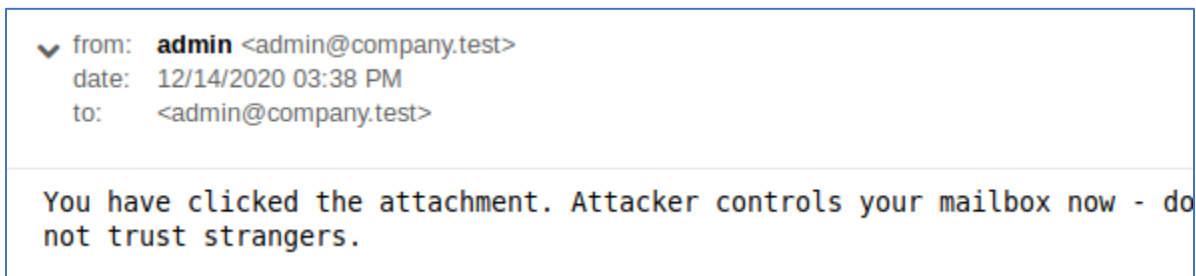 from: admin <admin@company.test>
date: 12/14/2020 03:38 PM
to: <admin@company.test>
You have clicked the attachment. Attacker controls your mailbox now - do
not trust strangers.